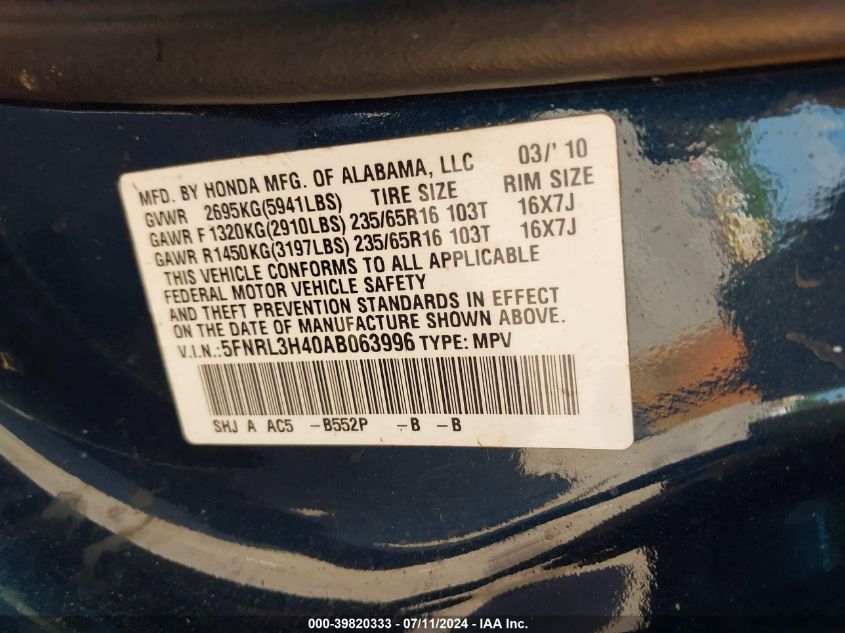 MFD. BY HONDA MFG. OF ALABAMA, LLC 03/'10
GVWR 2695KG(5941LBS) TIRE SIZE RIM SIZE
GAWR F1320KG(2910LBS) 235/65R16 103T 16X7J
GAWR R1450KG(3197LBS) 235/65R16 103T 16X7J
THIS VEHICLE CONFORMS TO ALL APPLICABLE
FEDERAL MOTOR VEHICLE SAFETY
AND THEFT PREVENTION STANDARDS IN EFFECT
ON THE DATE OF MANUFACTURE SHOWN ABOVE.
V.I.N.:5FNRL3H40AB063996 TYPE: MPV
SHJ A AC5 -B552P -B -B
000-39820333 - 07/11/2024 - IAA Inc.